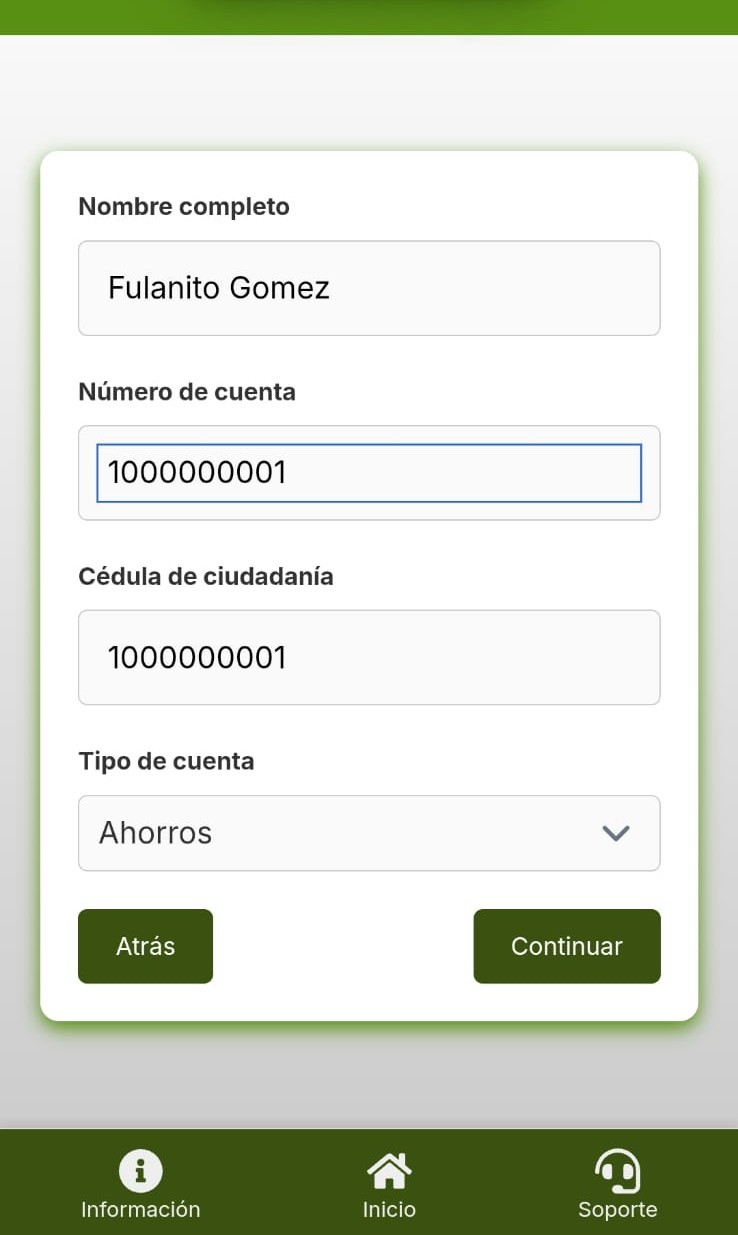 Nombre completo
Fulanito Gomez
Número de cuenta
1000000001
Cédula de ciudadanía
1000000001
Tipo de cuenta
Ahorros
Atrás
Continuar
Información
Inicio
Soporte